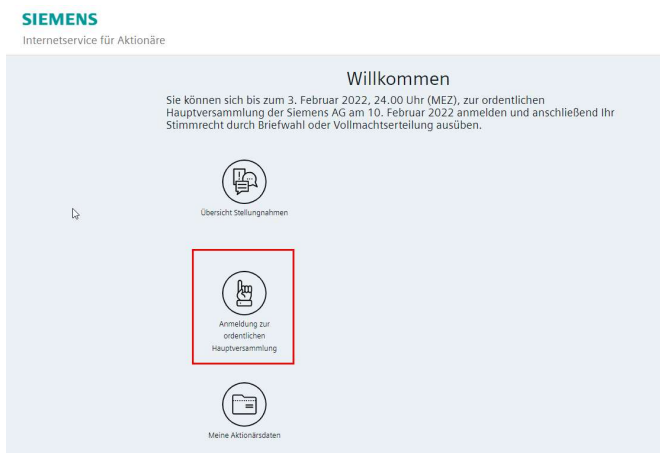 SIEMENS
Internetservice für Aktionäre
Willkommen
Sie können sich bis zum 3. Februar 2022, 24.00 Uhr (MEZ), zur ordentlichen
Hauptversammlung der Siemens AG am 10. Februar 2022 anmelden und anschließend Ihr
Stimmrecht durch Briefwahl oder Vollmachtserteilung ausüben.
Übersicht Stellungnahmen
Anmeldung zur
ordentlichen
Hauptversammlung
Meine Aktionärsdaten